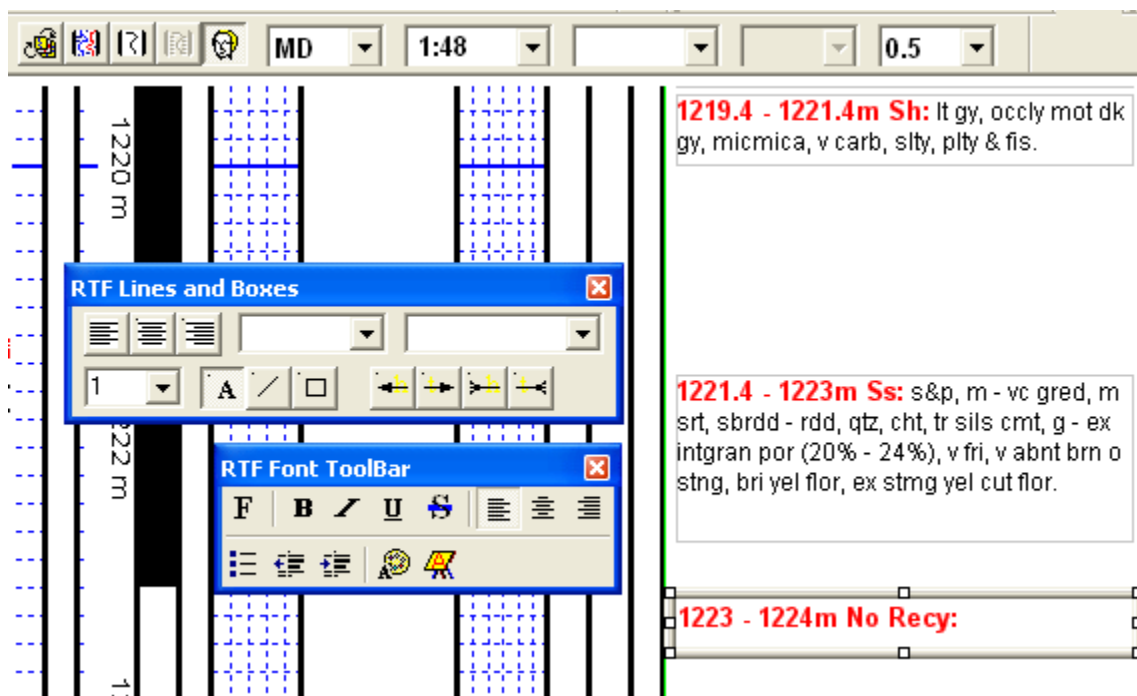 MD 1:48 0.5
1220 m
1219.4 - 1221.4m Sh: lt gy, occly mot dk
gy, micmica, v carb, slty, plty & fis.
RTF Lines and Boxes
1 A
222 m
1221.4 - 1223m Ss: s&p, m - vc gred, m
srt, sbrdd - rdd, qtz, cht, tr sils cmt, g - ex
intgran por (20% - 24%), v fri, v abnt brn o
stng, bri yel flor, ex stmg yel cut flor.
RTF Font ToolBar
F B I U S
1223 - 1224m No Recy: